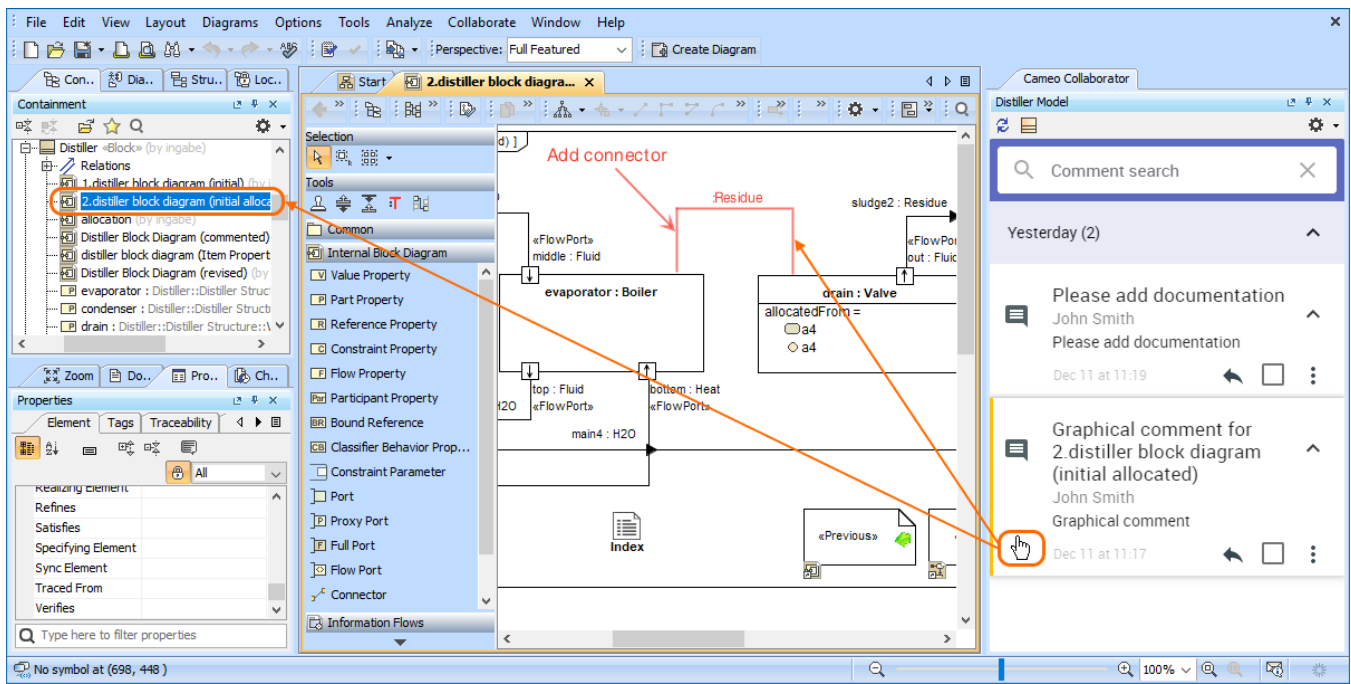 File Edit View Layout Diagrams Options Tools Analyze Collaborate Window Help
Perspective: Full Featured Create Diagram
Con.. Dia.. Stru.. Loc..
Containment
Distiller «Block» (by ingabe)
Relations
1.distiller block diagram (initial) (by i
2.distiller block diagram (initial alloca
allocation (by ingabe)
Distiller Block Diagram (commented)
distiller block diagram (Item Propert
Distiller Block Diagram (revised) (by
evaporator : Distiller::Distiller Struc
condenser : Distiller::Distiller Structi
drain : Distiller::Distiller Structure::\
Zoom Do.. Pro.. Ch..
Properties
Element Tags Traceability
All
Realizing Element
Refines
Satisfies
Specifying Element
Sync Element
Traced From
Verifies
Type here to filter properties
No symbol at (698, 448 )
Start 2.distiller block diagra...
Selection
Tools
Common
Internal Block Diagram
Value Property
Part Property
Reference Property
Constraint Property
Flow Property
Participant Property
Bound Reference
Classifier Behavior Prop...
Constraint Parameter
Port
Proxy Port
Full Port
Flow Port
Connector
Information Flows
d) ]
Add connector
:Residue
sludge2 : Residue
«FlowPort»
middle : Fluid
«FlowPor
out : Fluid
evaporator : Boiler
drain : Valve
allocatedFrom =
a4
a4
top : Fluid
«FlowPort»
bottom : Heat
«FlowPort»
H2O
main4 : H2O
Index
«Previous»
Cameo Collaborator
Distiller Model
Comment search
Yesterday (2)
Please add documentation
John Smith
Please add documentation
Dec 11 at 11:19
Graphical comment for
2.distiller block diagram
(initial allocated)
John Smith
Graphical comment
Dec 11 at 11:17
100%